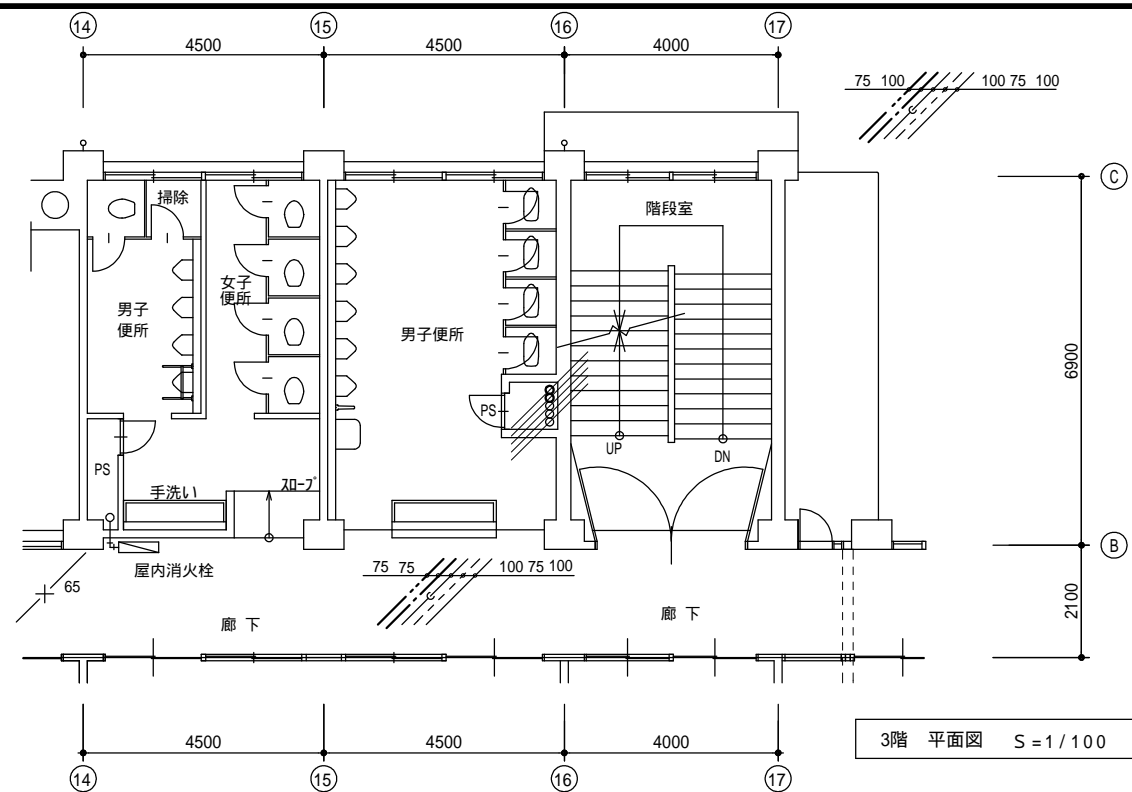 14 15 16 17
4500 4500 4000
75 100 100 75 100
C
掃除
階段室
女子
便所
男子
便所
男子便所
6900
PS
UP DN
PS
手洗い ｽﾛｰﾌﾟ
B
屋内消火栓
75 75 100 75 100
65
2100
廊 下
廊 下
4500 4500 4000
3階 平面図 S=1/100
14 15 16 17